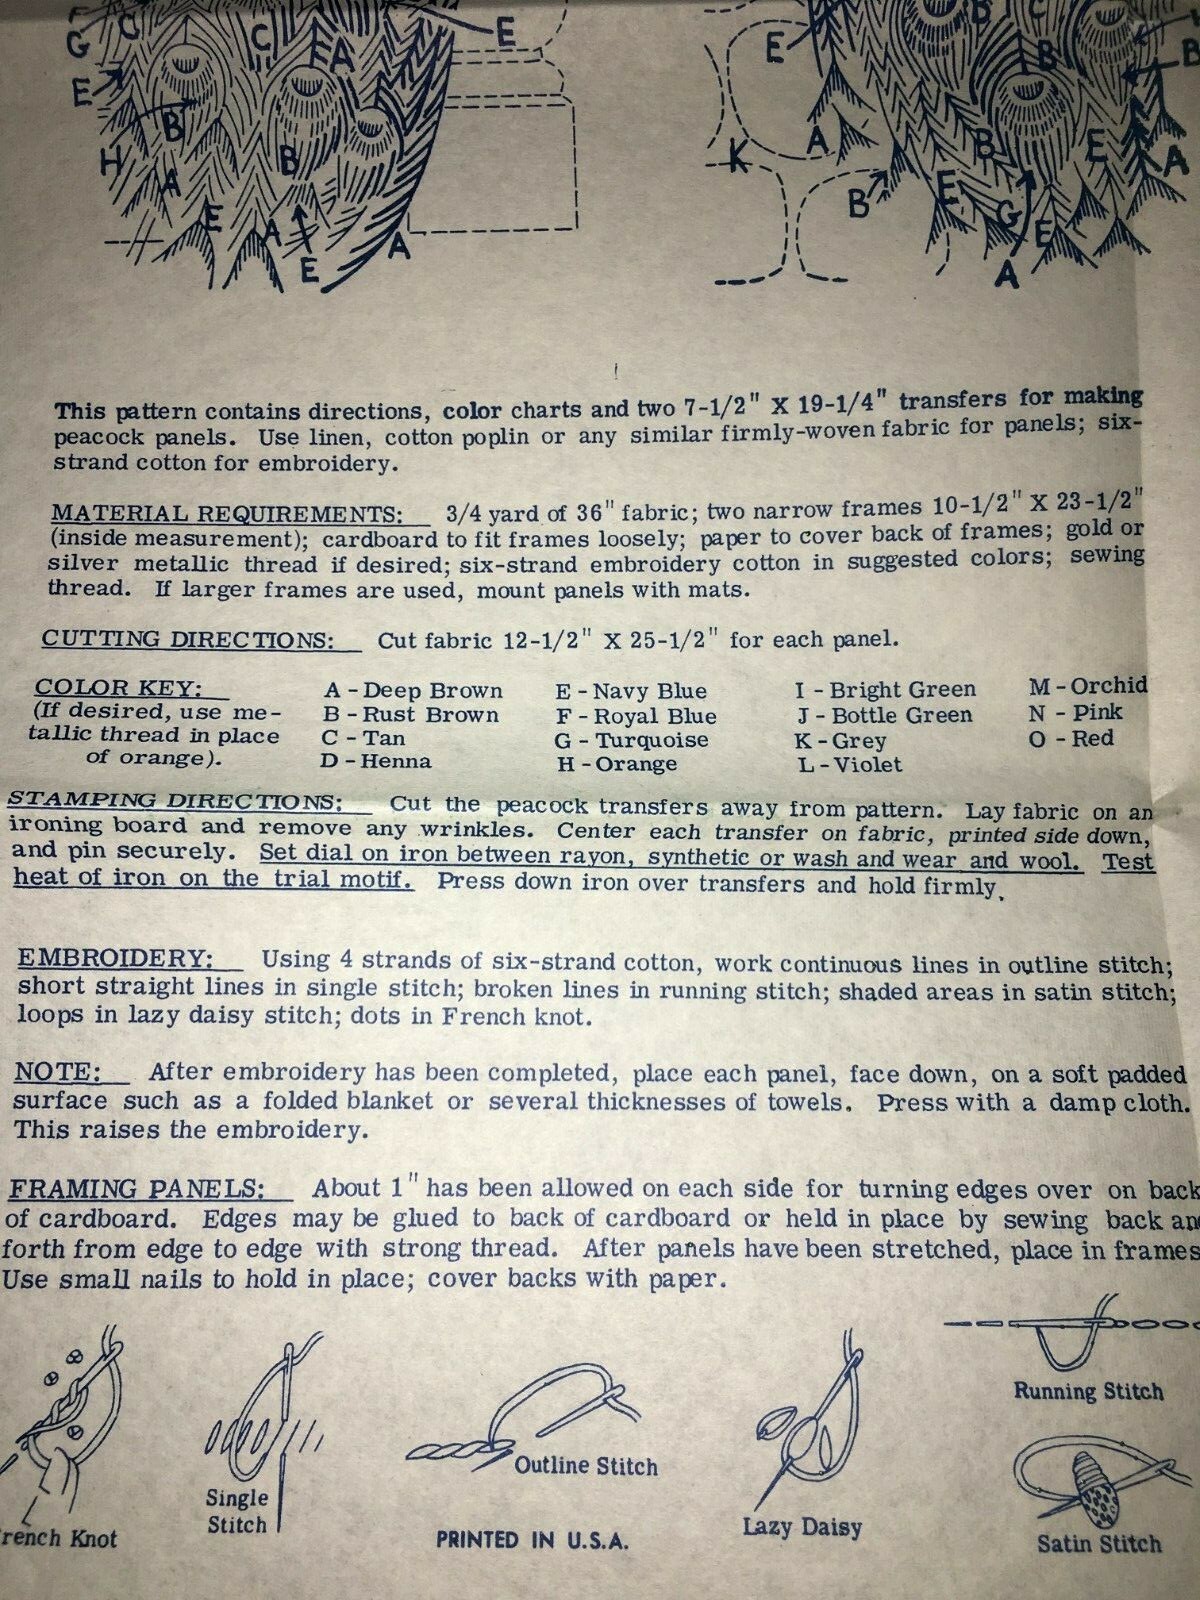 F C C A E
G
E
B
H A B
E A E A
E B C B
K A B E A
B E G E
A
This pattern contains directions, color charts and two 7-1/2" X 19-1/4" transfers for making
peacock panels. Use linen, cotton poplin or any similar firmly-woven fabric for panels; six-
strand cotton for embroidery.
MATERIAL REQUIREMENTS: 3/4 yard of 36" fabric; two narrow frames 10-1/2" X 23-1/2"
(inside measurement); cardboard to fit frames loosely; paper to cover back of frames; gold or
silver metallic thread if desired; six-strand embroidery cotton in suggested colors; sewing
thread. If larger frames are used, mount panels with mats.
CUTTING DIRECTIONS: Cut fabric 12-1/2" X 25-1/2" for each panel.
COLOR KEY: A - Deep Brown E - Navy Blue I - Bright Green M - Orchid
(If desired, use me- B - Rust Brown F - Royal Blue J - Bottle Green N - Pink
tallic thread in place C - Tan G - Turquoise K - Grey O - Red
of orange). D - Henna H - Orange L - Violet
STAMPING DIRECTIONS: Cut the peacock transfers away from pattern. Lay fabric on an
ironing board and remove any wrinkles. Center each transfer on fabric, printed side down,
and pin securely. Set dial on iron between rayon, synthetic or wash and wear and wool. Test
heat of iron on the trial motif. Press down iron over transfers and hold firmly.
EMBROIDERY: Using 4 strands of six-strand cotton, work continuous lines in outline stitch;
short straight lines in single stitch; broken lines in running stitch; shaded areas in satin stitch;
loops in lazy daisy stitch; dots in French knot.
NOTE: After embroidery has been completed, place each panel, face down, on a soft padded
surface such as a folded blanket or several thicknesses of towels. Press with a damp cloth.
This raises the embroidery.
FRAMING PANELS: About 1" has been allowed on each side for turning edges over on back
of cardboard. Edges may be glued to back of cardboard or held in place by sewing back an
forth from edge to edge with strong thread. After panels have been stretched, place in frames
Use small nails to hold in place; cover backs with paper.
rench Knot
Single
Stitch
Outline Stitch
PRINTED IN U.S.A.
Lazy Daisy
Running Stitch
Satin Stitch